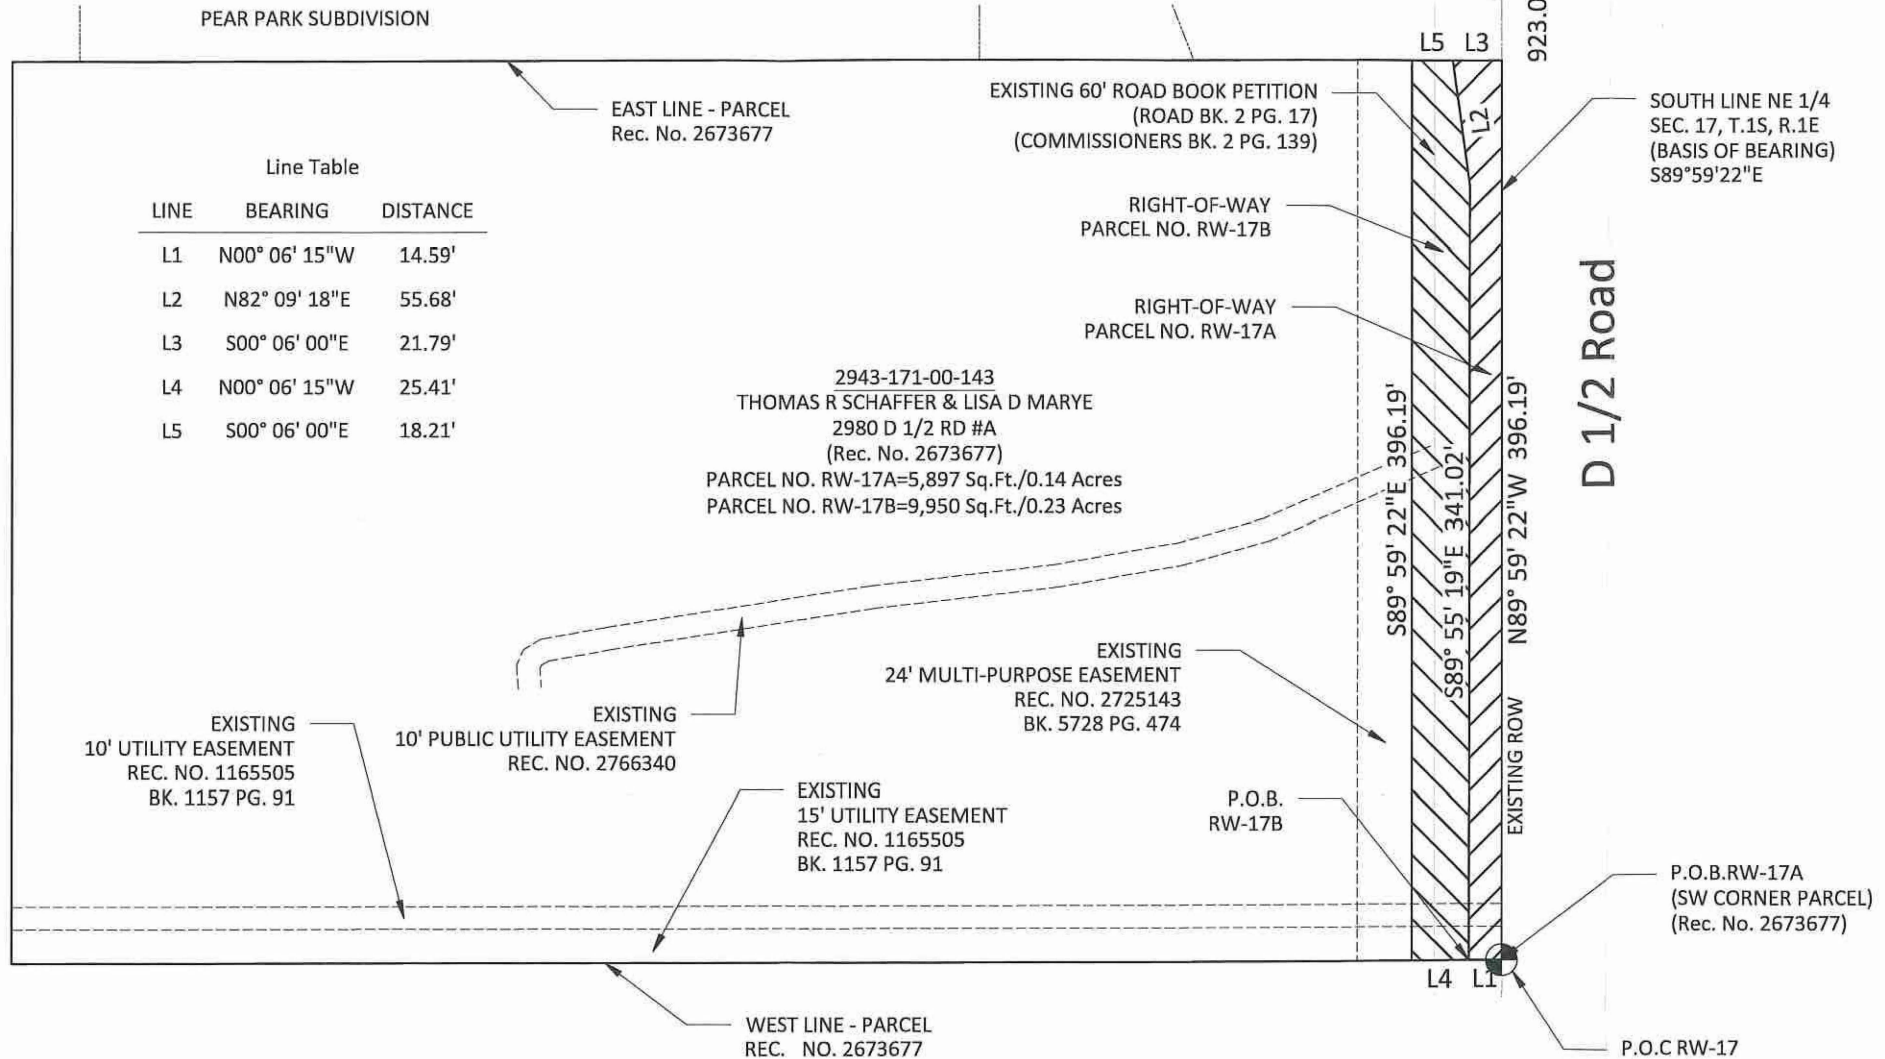 PEAR PARK SUBDIVISION
923.0
L5 L3
EAST LINE - PARCEL
Rec. No. 2673677
EXISTING 60' ROAD BOOK PETITION
(ROAD BK. 2 PG. 17)
(COMMISSIONERS BK. 2 PG. 139)
L2
SOUTH LINE NE 1/4
SEC. 17, T.1S, R.1E
(BASIS OF BEARING)
S89°59'22"E
Line Table
LINE BEARING DISTANCE
L1 N00° 06' 15"W 14.59'
L2 N82° 09' 18"E 55.68'
L3 S00° 06' 00"E 21.79'
L4 N00° 06' 15"W 25.41'
L5 S00° 06' 00"E 18.21'
RIGHT-OF-WAY
PARCEL NO. RW-17B
RIGHT-OF-WAY
PARCEL NO. RW-17A
D 1/2 Road
2943-171-00-143
THOMAS R SCHAFFER & LISA D MARYE
2980 D 1/2 RD #A
(Rec. No. 2673677)
PARCEL NO. RW-17A=5,897 Sq.Ft./0.14 Acres
PARCEL NO. RW-17B=9,950 Sq.Ft./0.23 Acres
S89° 59' 22"E 396.19'
S89° 55' 19"E 341.02'
N89° 59' 22"W 396.19'
EXISTING ROW
EXISTING
24' MULTI-PURPOSE EASEMENT
REC. NO. 2725143
BK. 5728 PG. 474
EXISTING
10' UTILITY EASEMENT
REC. NO. 1165505
BK. 1157 PG. 91
EXISTING
10' PUBLIC UTILITY EASEMENT
REC. NO. 2766340
EXISTING
15' UTILITY EASEMENT
REC. NO. 1165505
BK. 1157 PG. 91
P.O.B.
RW-17B
P.O.B.RW-17A
(SW CORNER PARCEL)
(Rec. No. 2673677)
L4 L1
WEST LINE - PARCEL
REC. NO. 2673677
P.O.C RW-17